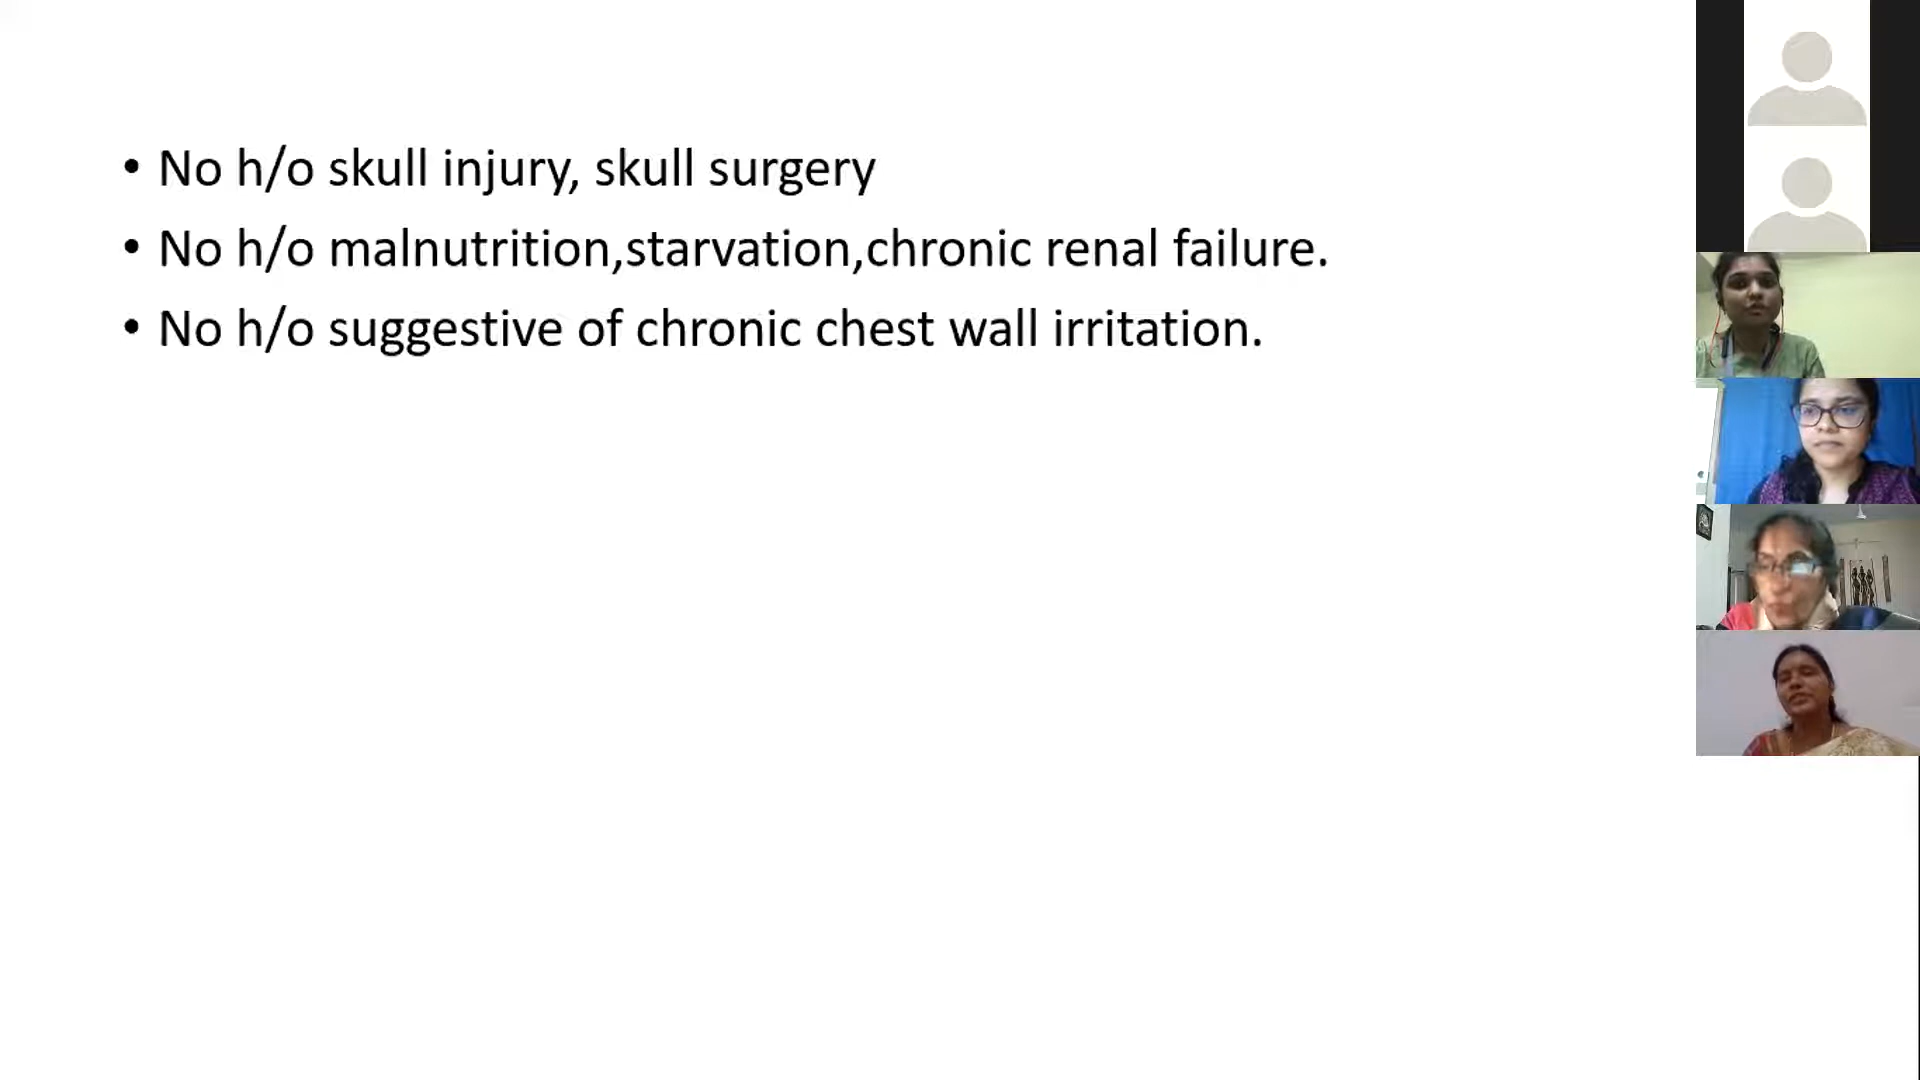 • No h/o skull injury, skull surgery
• No h/o malnutrition,starvation,chronic renal failure.
• No h/o suggestive of chronic chest wall irritation.